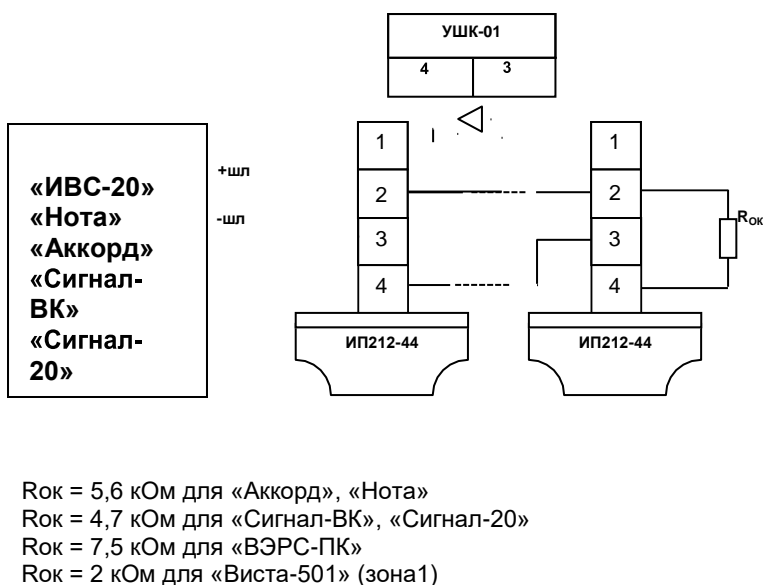 УШК-01
4 3
1 1
+шл
«ИВС-20»
2 2
-шл
«Нота»
Rок
«Аккорд»
3 3
«Сигнал-
ВК»
4 4
«Сигнал-
20»
ИП212-44 ИП212-44
Rок = 5,6 кОм для «Аккорд», «Нота»
Rок = 4,7 кОм для «Сигнал-ВК», «Сигнал-20»
Rок = 7,5 кОм для «ВЭРС-ПК»
Rок = 2 кОм для «Виста-501» (зона1)